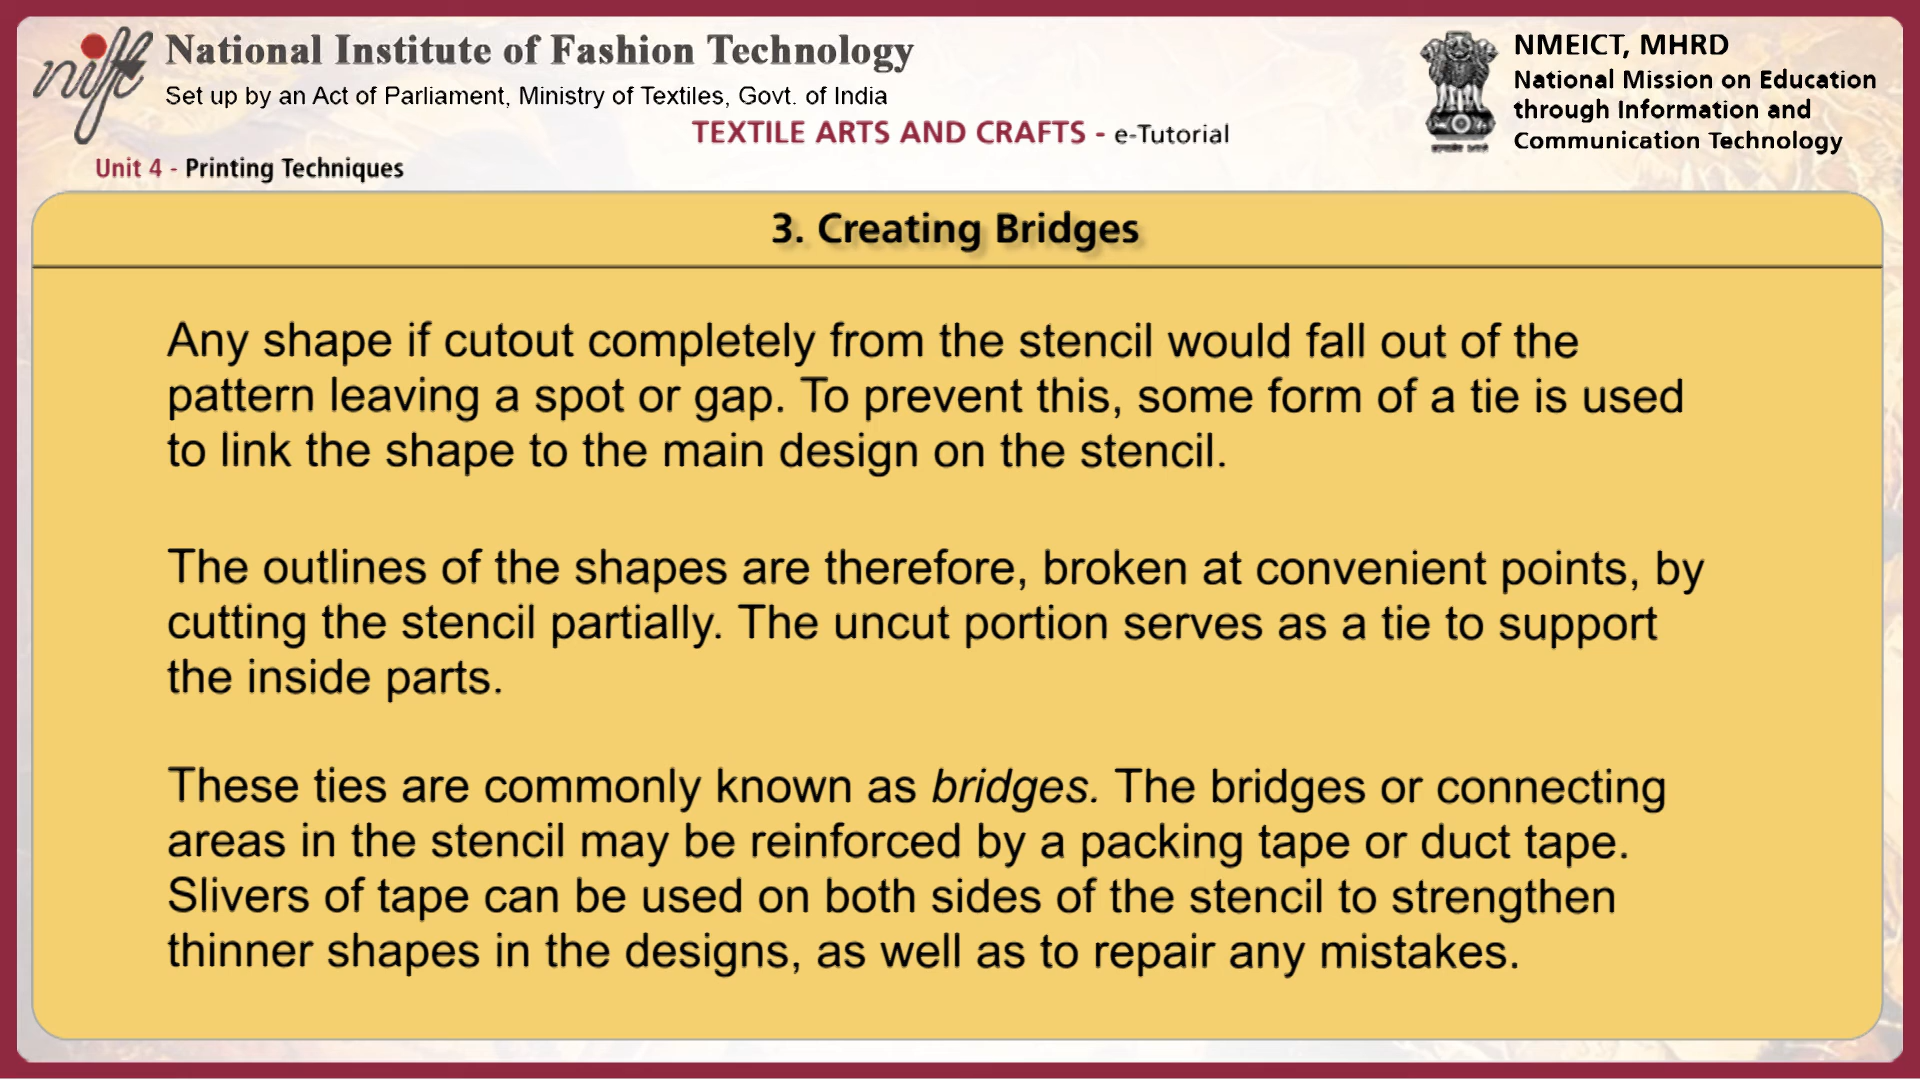 nift
National Institute of Fashion Technology
Set up by an Act of Parliament, Ministry of Textiles, Govt. of India
TEXTILE ARTS AND CRAFTS - e-Tutorial
Unit 4 - Printing Techniques
NMEICT, MHRD
National Mission on Education
through Information and
Communication Technology
3. Creating Bridges
Any shape if cutout completely from the stencil would fall out of the
pattern leaving a spot or gap. To prevent this, some form of a tie is used
to link the shape to the main design on the stencil.
The outlines of the shapes are therefore, broken at convenient points, by
cutting the stencil partially. The uncut portion serves as a tie to support
the inside parts.
These ties are commonly known as bridges. The bridges or connecting
areas in the stencil may be reinforced by a packing tape or duct tape.
Slivers of tape can be used on both sides of the stencil to strengthen
thinner shapes in the designs, as well as to repair any mistakes.